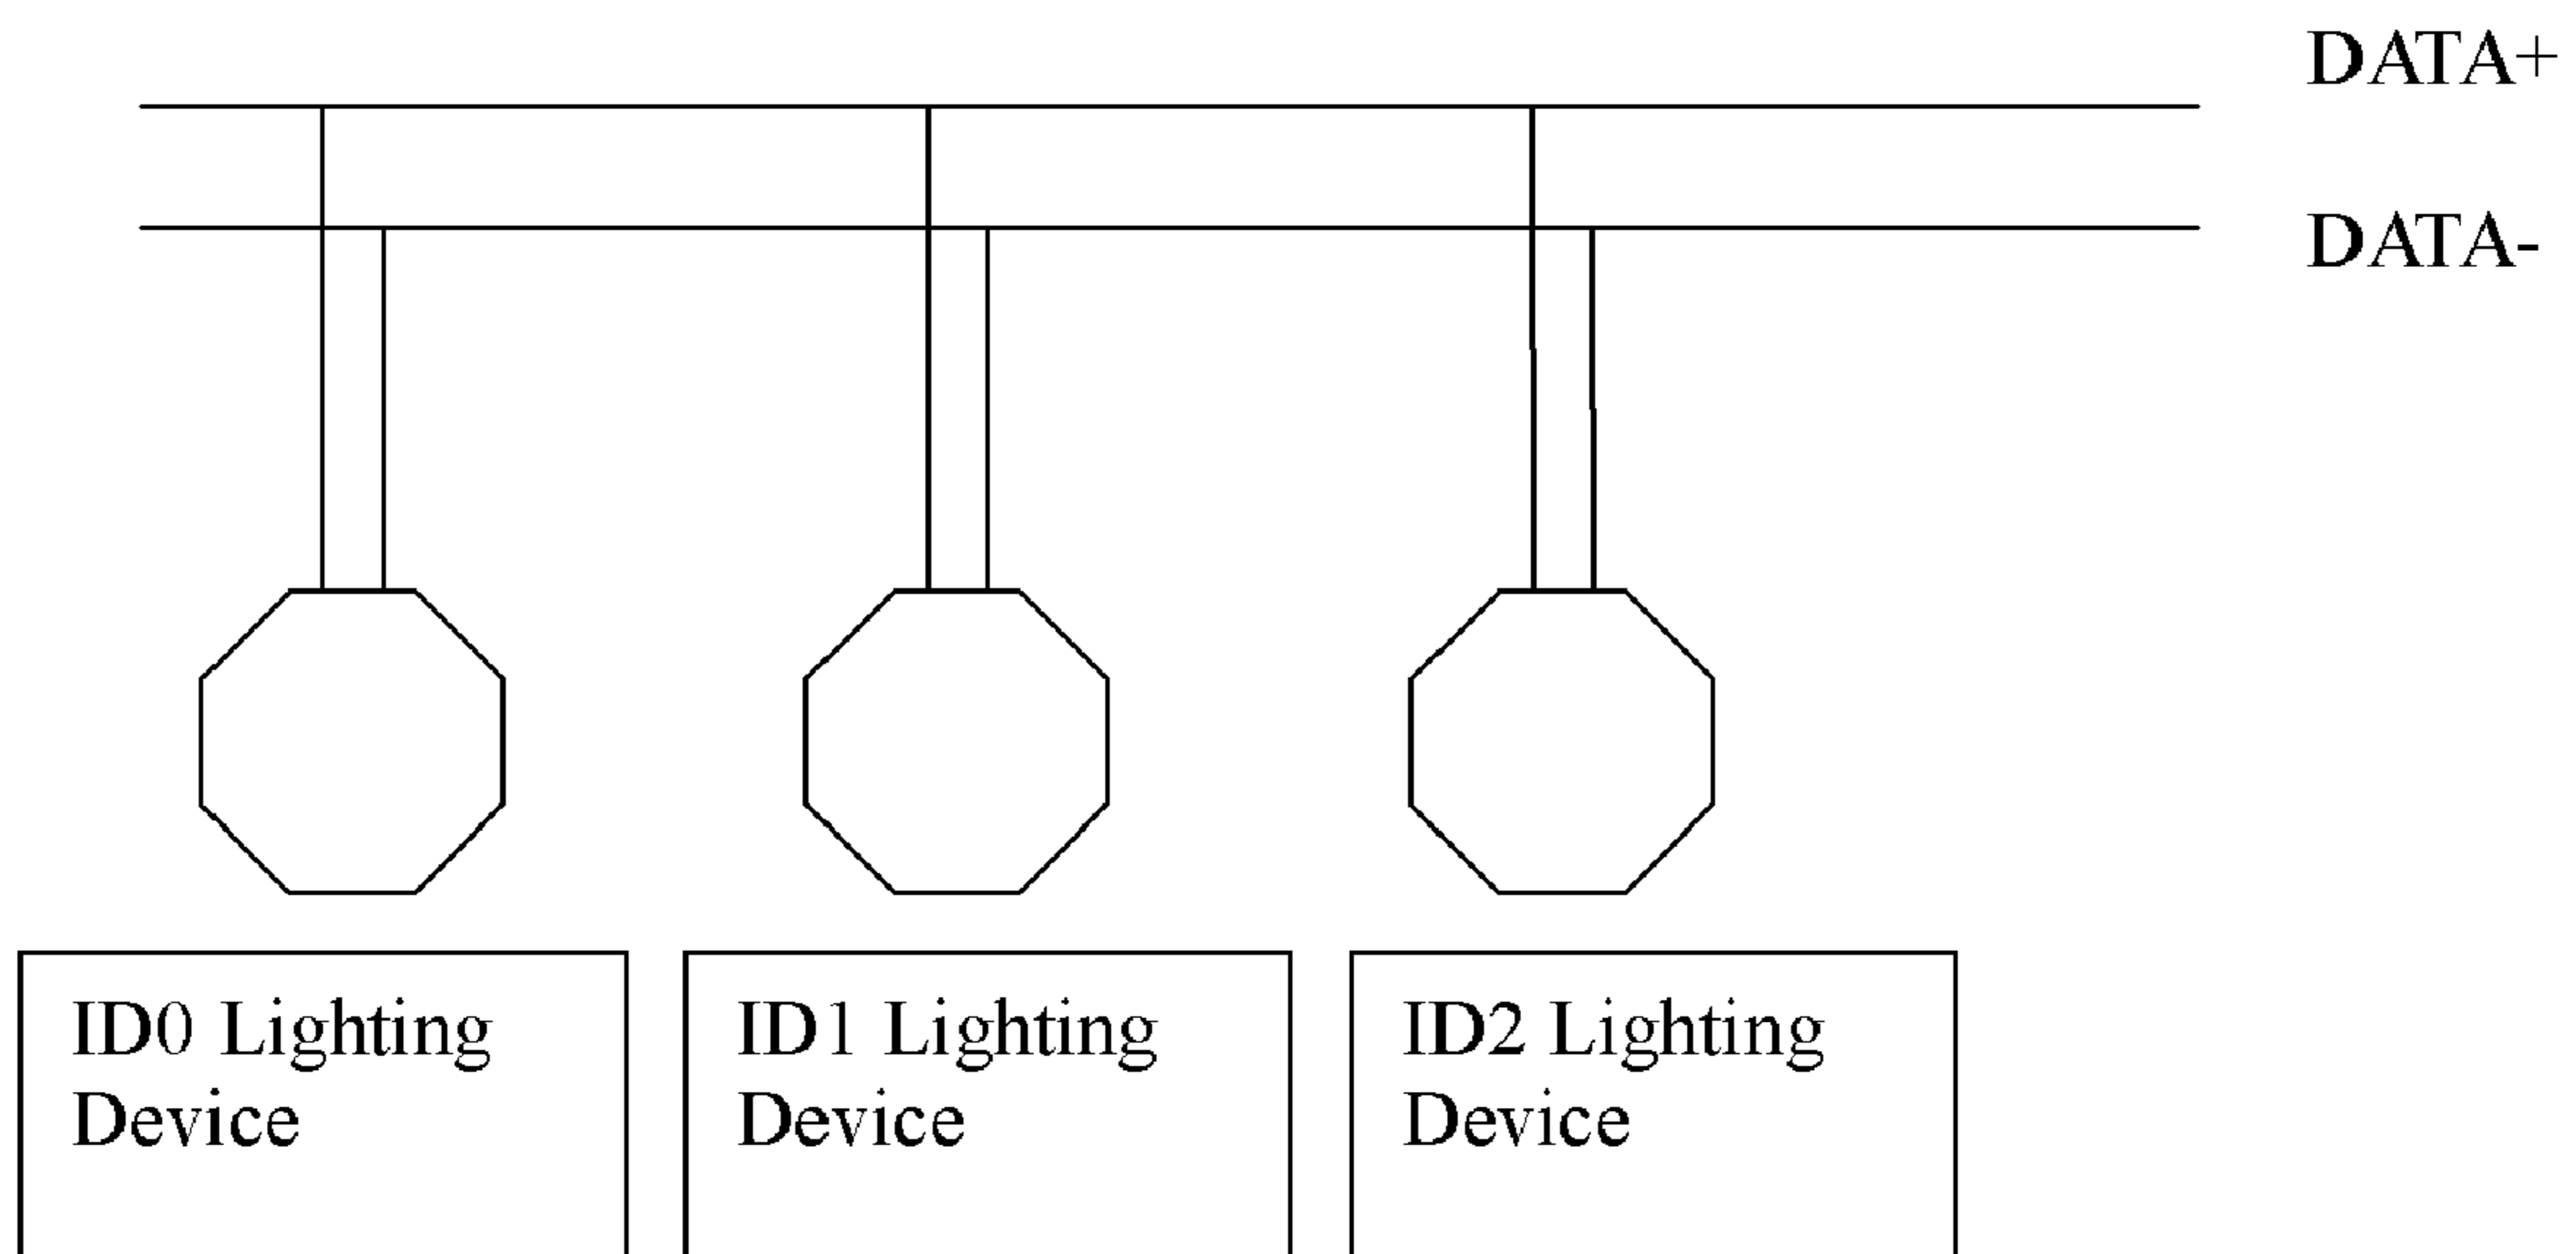 DATA+
DATA-
ID0 Lighting
Device
ID1 Lighting
Device
ID2 Lighting
Device